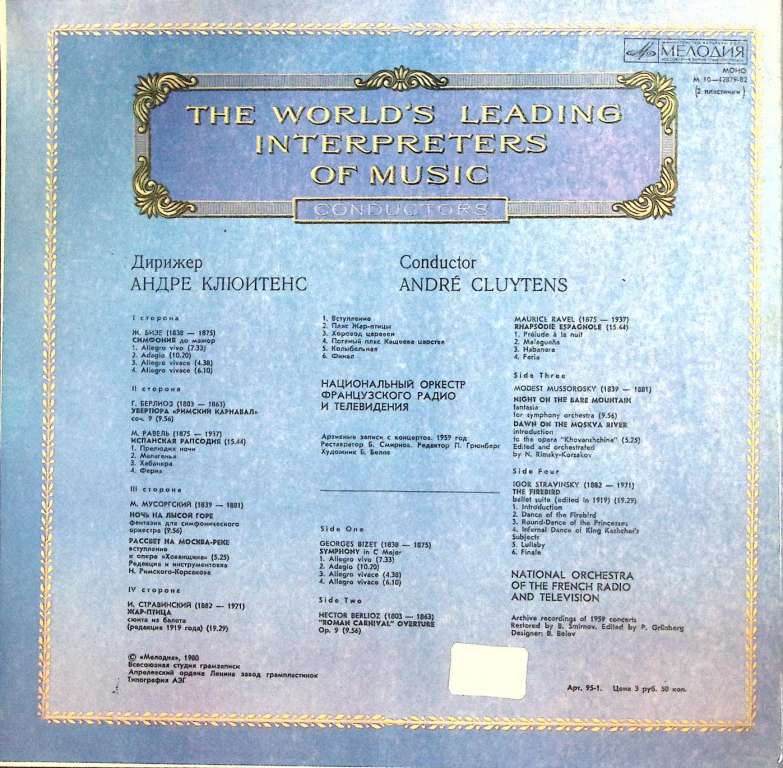 МЕЛОДИЯ
МОНО
М 10—42879-82
(2 пластинки)
THE WORLD'S LEADING
INTERPRETERS
OF MUSIC
CONDUCTORS
Дирижер
АНДРЕ КЛЮИТЕНС
Conductor
ANDRÉ CLUYTENS
I сторона
Ж. БИЗЕ (1838 — 1875)
СИМФОНИЯ до мажор
1. Allegro vivo (7.33)
2. Adagio (10.20)
3. Allegro vivace (4.38)
4. Allegro vivace (6.10)
II сторона
Г. БЕРЛИОЗ (1803 — 1863)
УВЕРТЮРА «РИМСКИЙ КАРНАВАЛ»
соч. 9 (9.56)
М. РАВЕЛЬ (1875 — 1937)
ИСПАНСКАЯ РАПСОДИЯ (15.44)
1. Прелюдия ночи
2. Малагенья
3. Хабанера
4. Ферия
III сторона
М. МУСОРГСКИЙ (1839 — 1881)
НОЧЬ НА ЛЫСОЙ ГОРЕ
фантазия для симфонического
оркестра (9.56)
РАССВЕТ НА МОСКВА-РЕКЕ
вступление
к опере «Хованщина» (5.25)
Редакция и инструментовка
Н. Римского-Корсакова
IV сторона
И. СТРАВИНСКИЙ (1882 — 1971)
ЖАР-ПТИЦА
сюита из балета
(редакция 1919 года) (19.29)
1. Вступление
2. Пляс Жар-птицы
3. Хоровод царевен
4. Поганый пляс Кащеева царства
5. Колыбельная
6. Финал
НАЦИОНАЛЬНЫЙ ОРКЕСТР
ФРАНЦУЗСКОГО РАДИО
И ТЕЛЕВИДЕНИЯ
Архивные записи с концертов. 1959 год
Реставратор Б. Смирнов. Редактор П. Грюнберг
Художник Б. Белов
Side One
GEORGES BIZET (1838 — 1875)
SYMPHONY in C Major
1. Allegro vivo (7.33)
2. Adagio (10.20)
3. Allegro vivace (4.38)
4. Allegro vivace (6.10)
Side Two
HECTOR BERLIOZ (1803 — 1863)
"ROMAN CARNIVAL" OVERTURE
Op. 9 (9.56)
MAURICE RAVEL (1875 — 1937)
RHAPSODIE ESPAGNOLE (15.44)
1. Prélude à la nuit
2. Malagueña
3. Habanera
4. Feria
Side Three
MODEST MUSSORGSKY (1839 — 1881)
NIGHT ON THE BARE MOUNTAIN
fantasia
for symphony orchestra (9.56)
DAWN ON THE MOSKVA RIVER
introduction
to the opera "Khovanshchina" (5.25)
Edited and orchestrated
by N. Rimsky-Korsakov
Side Four
IGOR STRAVINSKY (1882 — 1971)
THE FIREBIRD
ballet suite (edited in 1919) (19.29)
1. Introduction
2. Dance of the Firebird
3. Round-Dance of the Princesses
4. Infernal Dance of King Kashchei's
Subjects
5. Lullaby
6. Finale
NATIONAL ORCHESTRA
OF THE FRENCH RADIO
AND TELEVISION
Archive recordings of 1959 concerts
Restored by B. Smirnov. Edited by P. Grünberg
Designer: B. Belov
© «Мелодия», 1980
Всесоюзная студия грамзаписи
Апрелевский ордена Ленина завод грампластинок
Типография АЗГ
Арт. 95-1. Цена 3 руб. 50 коп.